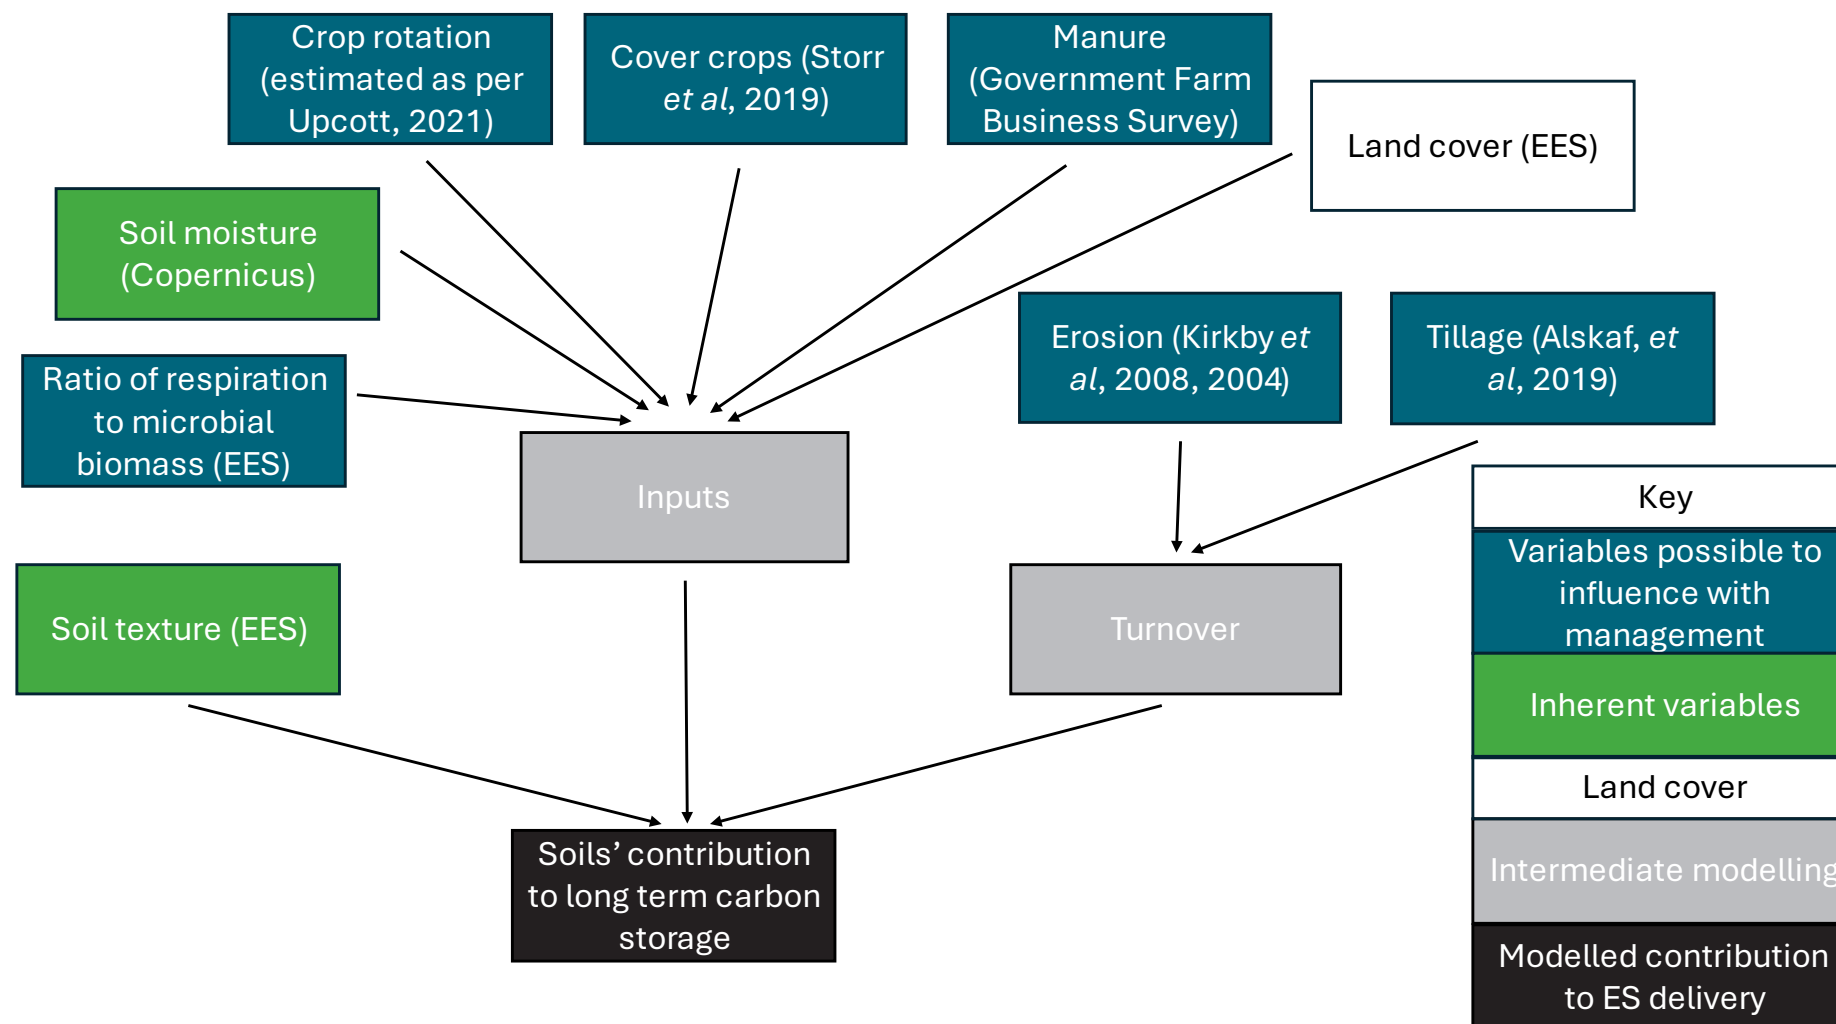 Crop rotation
(estimated as per
Upcott, 2021)
Cover crops (Storr
et al, 2019)
Manure
(Government Farm
Business Survey)
Land cover (EES)
Soil moisture
(Copernicus)
Erosion (Kirkby et
al, 2008, 2004)
Tillage (Alskaf, et
al, 2019)
Ratio of respiration
to microbial
biomass (EES)
Inputs
Soil texture (EES)
Turnover
Soils’ contribution
to long term carbon
storage
Key
Variables possible to
influence with
management
Inherent variables
Land cover
Intermediate modelling
Modelled contribution
to ES delivery